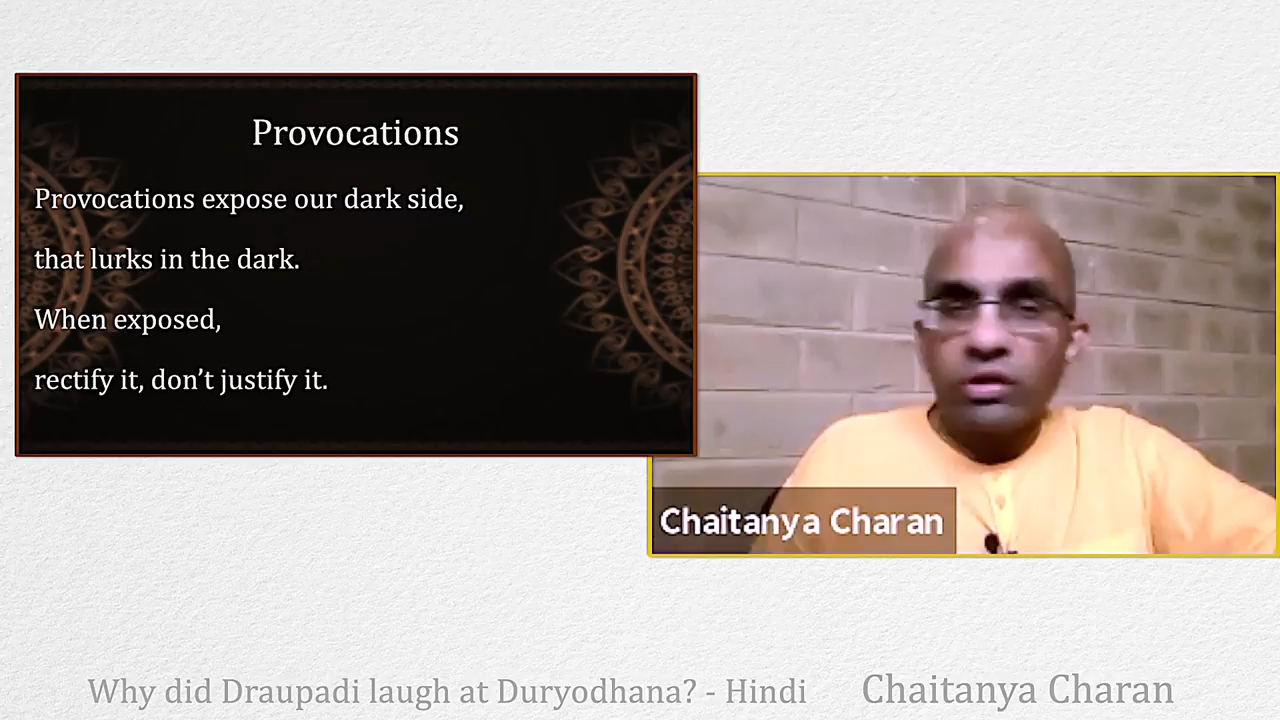 Provocations
Provocations expose our dark side,
that lurks in the dark.
When exposed,
rectify it, don’t justify it.
Chaitanya Charan
Why did Draupadi laugh at Duryodhana? - Hindi
Chaitanya Charan